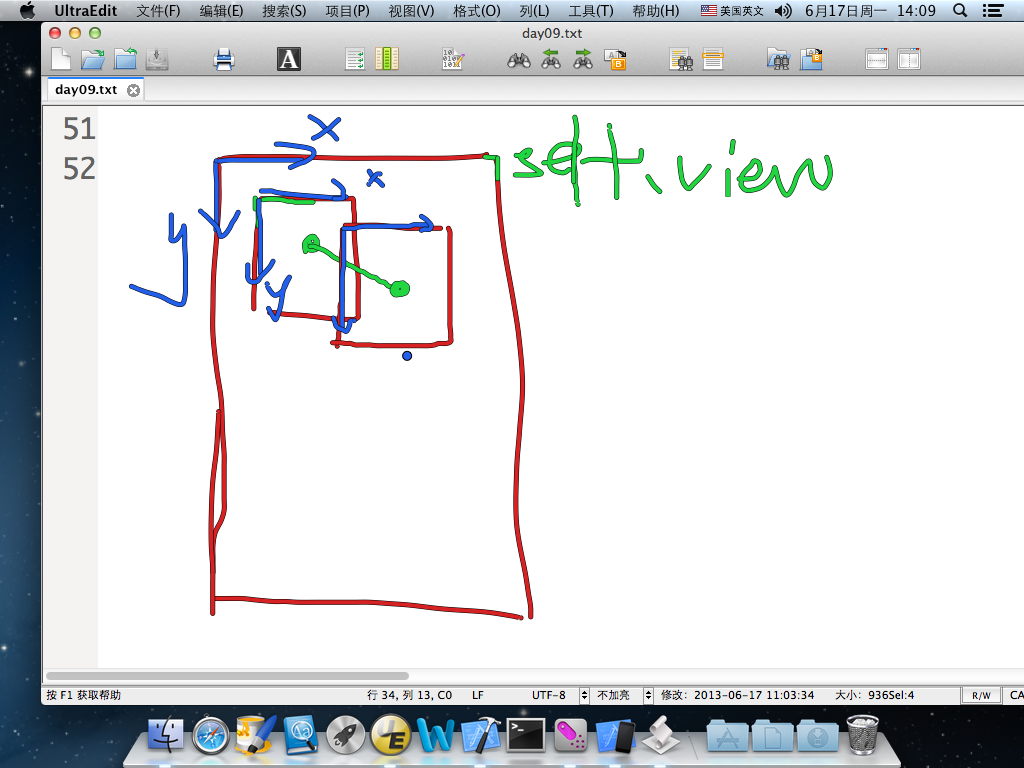 UltraEdit 文件(F) 编辑(E) 搜索(S) 项目(P) 视图(V) 格式(O) 列(L) 工具(T) 帮助(H) 美国英文 6月17日周一 14:09
day09.txt
A
day09.txt
51
52
x
self.view
x
y
y
按 F1 获取帮助 行 34, 列 13, C0 LF UTF-8 不加亮 修改: 2013-06-17 11:03:34 大小: 936Sel:4 R/W CA